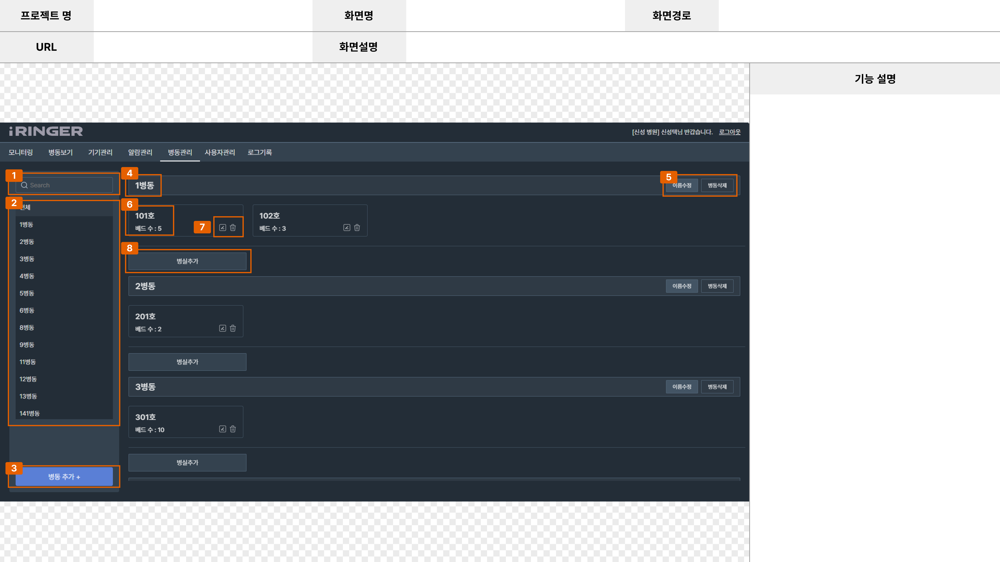 프로젝트 명
화면명
화면경로
URL
화면설명
기능 설명
iRINGER
[신성 병원] 신성택님 반갑습니다. 로그아웃
모니터링 병동보기 기기관리 알람관리 병동관리 사용자관리 로그기록
1
Search
2
전체
1병동
2병동
3병동
4병동
5병동
6병동
8병동
9병동
11병동
12병동
13병동
141병동
3
병동 추가 +
4
1병동
5
이름수정 병동삭제
6
101호
베드 수 : 5
7
102호
베드 수 : 3
8
병실추가
2병동
이름수정 병동삭제
201호
베드 수 : 2
병실추가
3병동
이름수정 병동삭제
301호
베드 수 : 10
병실추가